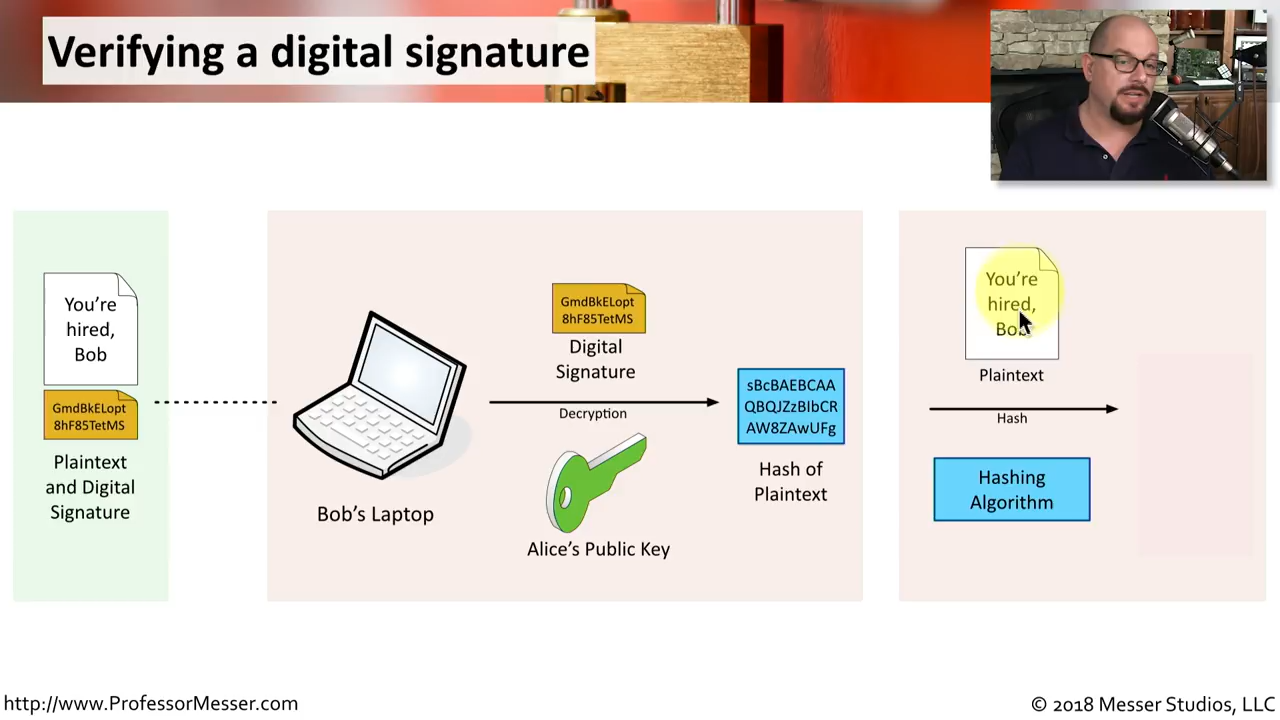 Verifying a digital signature
You're
hired,
Bob
GmdBkELopt
8hF85TetMS
Plaintext
and Digital
Signature
Bob's Laptop
GmdBkELopt
8hF85TetMS
Digital
Signature
Decryption
Alice's Public Key
sBcBAEBCAA
QBQJZzBIbCR
AW8ZAwUFg
Hash of
Plaintext
You're
hired,
Bob
Plaintext
Hash
Hashing
Algorithm
http://www.ProfessorMesser.com
© 2018 Messer Studios, LLC